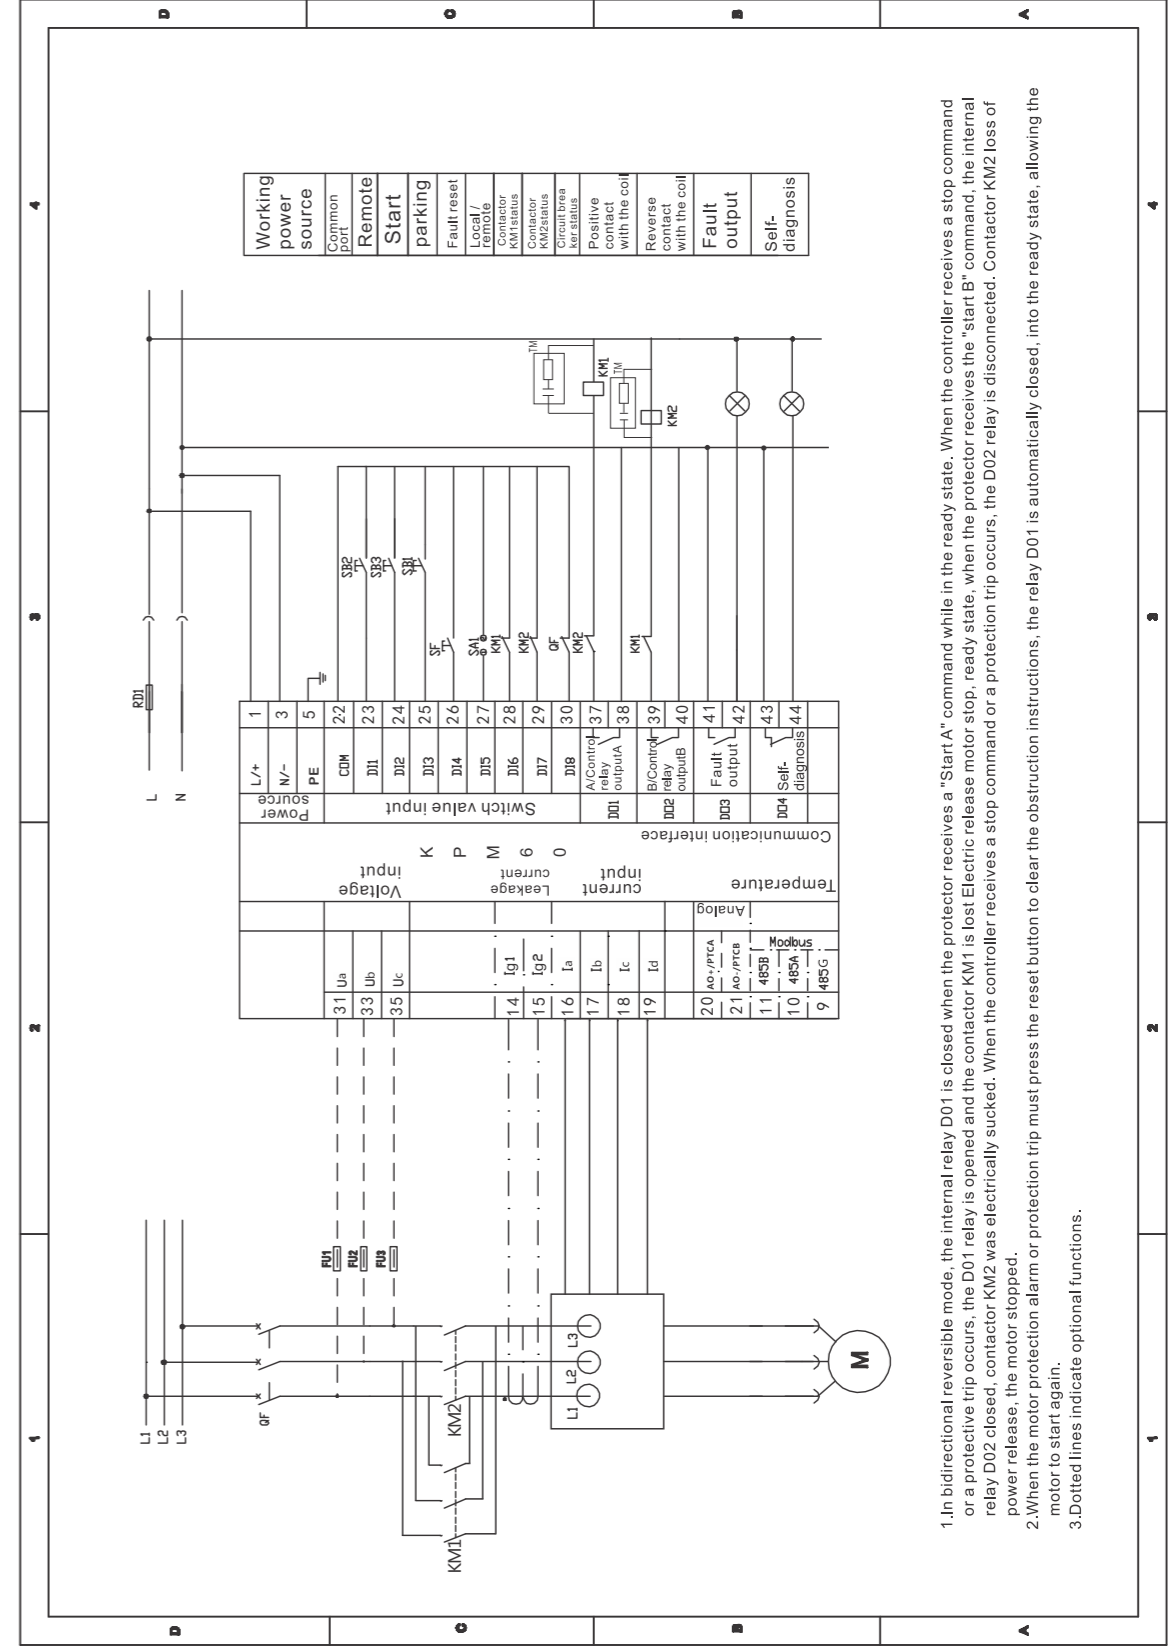 D
C
B
A
4
3
2
1
Working
power
source
Common
port
Remote
Start
parking
Fault reset
Local /
remote
Contactor
KM1status
Contactor
KM2status
Circuit brea
ker status
Positive
contact
with the coil
Reverse
contact
with the coil
Fault
output
Self-
diagnosis
TM
KM1
TM
KM2
RD1
L
N
SB2
SB3
SB1
SF
SA1
KM1
KM2
QF
KM2
KM1
1
3
5
22
23
24
25
26
27
28
29
30
37
38
39
40
41
42
43
44
L/+
N/-
PE
COM
DI1
DI2
DI3
DI4
DI5
DI6
DI7
DI8
A/Control
relay
outputA
B/Control
relay
outputB
Fault
output
Self-
diagnosis
Power
source
Switch value input
DO1
DO2
DO3
DO4
Communication interface
K P M 6 0
Voltage
input
Leakage
current
current
input
Temperature
Analog
Ua
Ub
Uc
Ig1
Ig2
Ia
Ib
Ic
Id
AO+/PTCA
AO-/PTCB
Modbus
485B
485A
485G
31
33
35
14
15
16
17
18
19
20
21
11
10
9
FU1
FU2
FU3
L1
L2
L3
QF
KM2
KM1
L1
L2
L3
M
1.In bidirectional reversible mode, the internal relay D01 is closed when the protector receives a "Start A" command while in the ready state. When the controller receives a stop command
or a protective trip occurs, the D01 relay is opened and the contactor KM1 is lost Electric release motor stop, ready state, when the protector receives the "start B" command, the internal
relay D02 closed, contactor KM2 was electrically sucked. When the controller receives a stop command or a protection trip occurs, the D02 relay is disconnected. Contactor KM2 loss of
power release, the motor stopped.
2.When the motor protection alarm or protection trip must press the reset button to clear the obstruction instructions, the relay D01 is automatically closed, into the ready state, allowing the
motor to start again.
3.Dotted lines indicate optional functions.
4
3
2
1
D
C
B
A